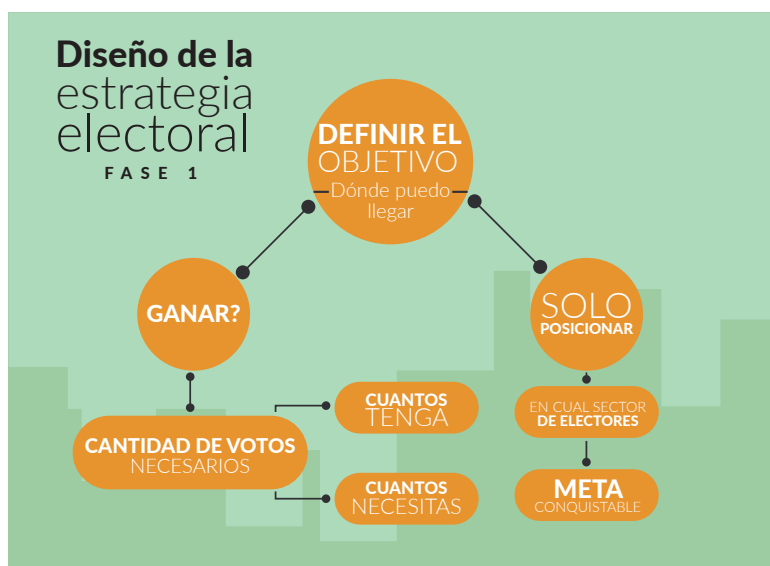 Diseño de la
estrategia
electoral
FASE 1
DEFINIR EL
OBJETIVO
Dónde puedo
llegar
GANAR?
SOLO
POSICIONAR
CANTIDAD DE VOTOS
NECESARIOS
CUANTOS
TENGA
CUANTOS
NECESITAS
EN CUAL SECTOR
DE ELECTORES
META
CONQUISTABLE